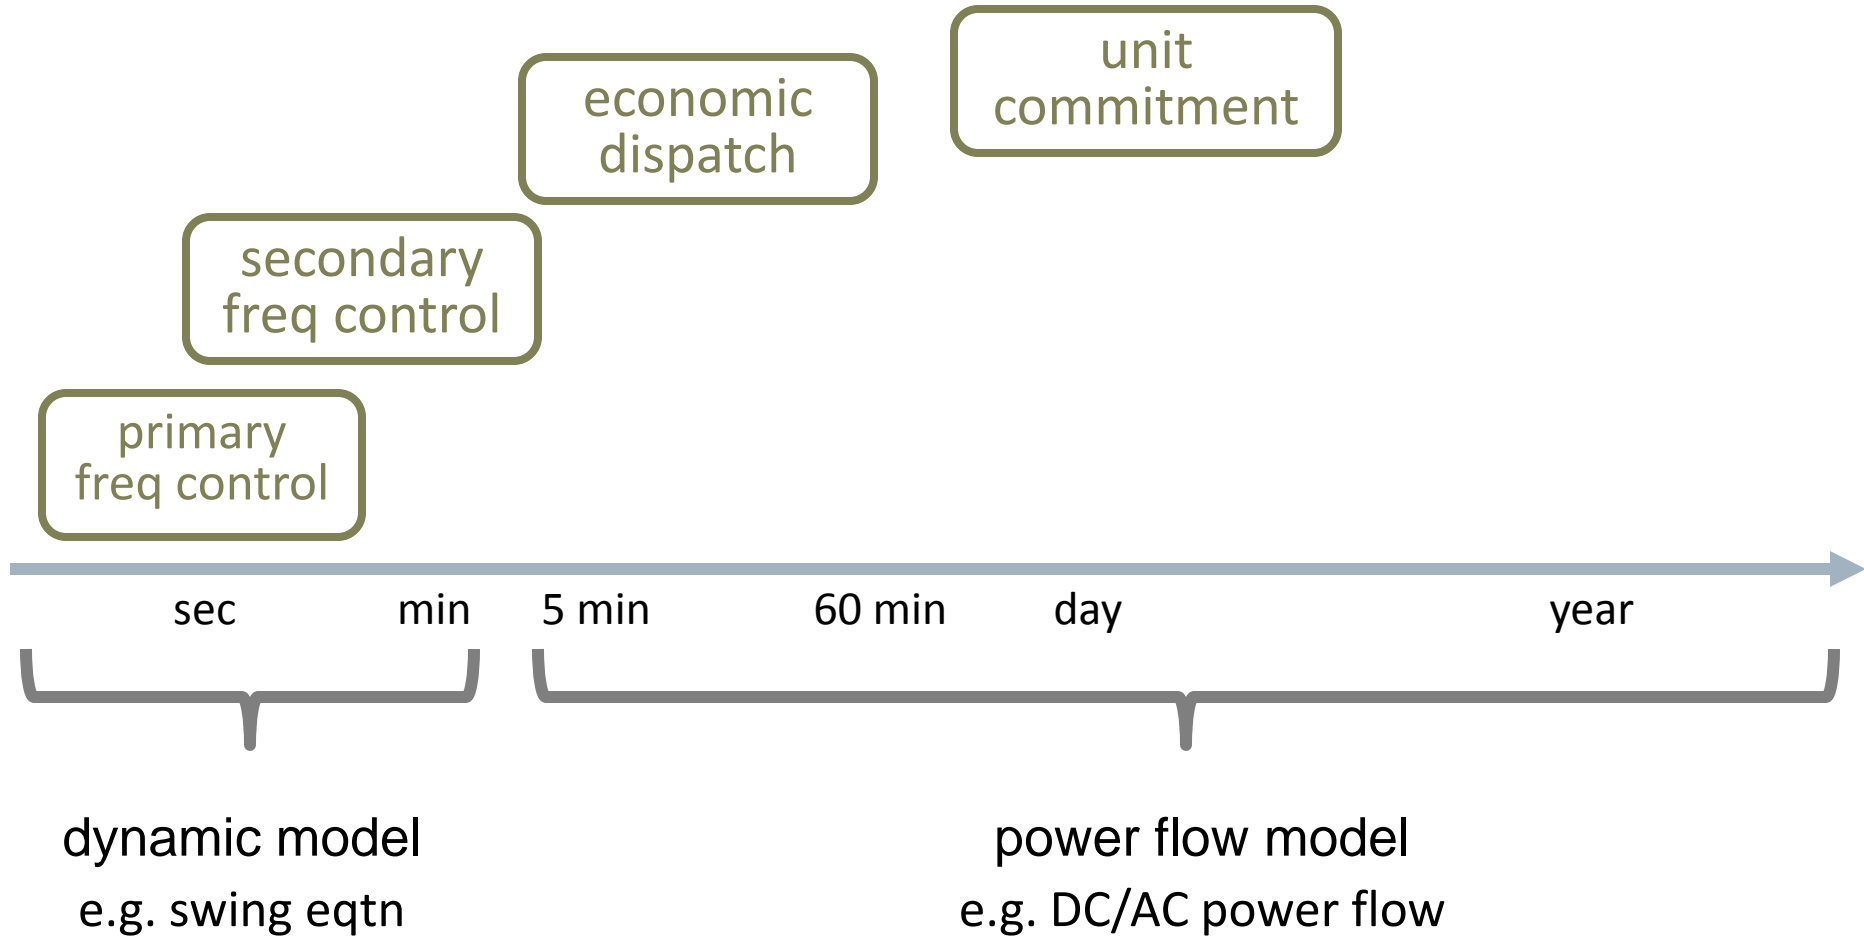 unit
commitment
economic
dispatch
secondary
freq control
primary
freq control
sec min 5 min 60 min day year
dynamic model
e.g. swing eqtn
power flow model
e.g. DC/AC power flow